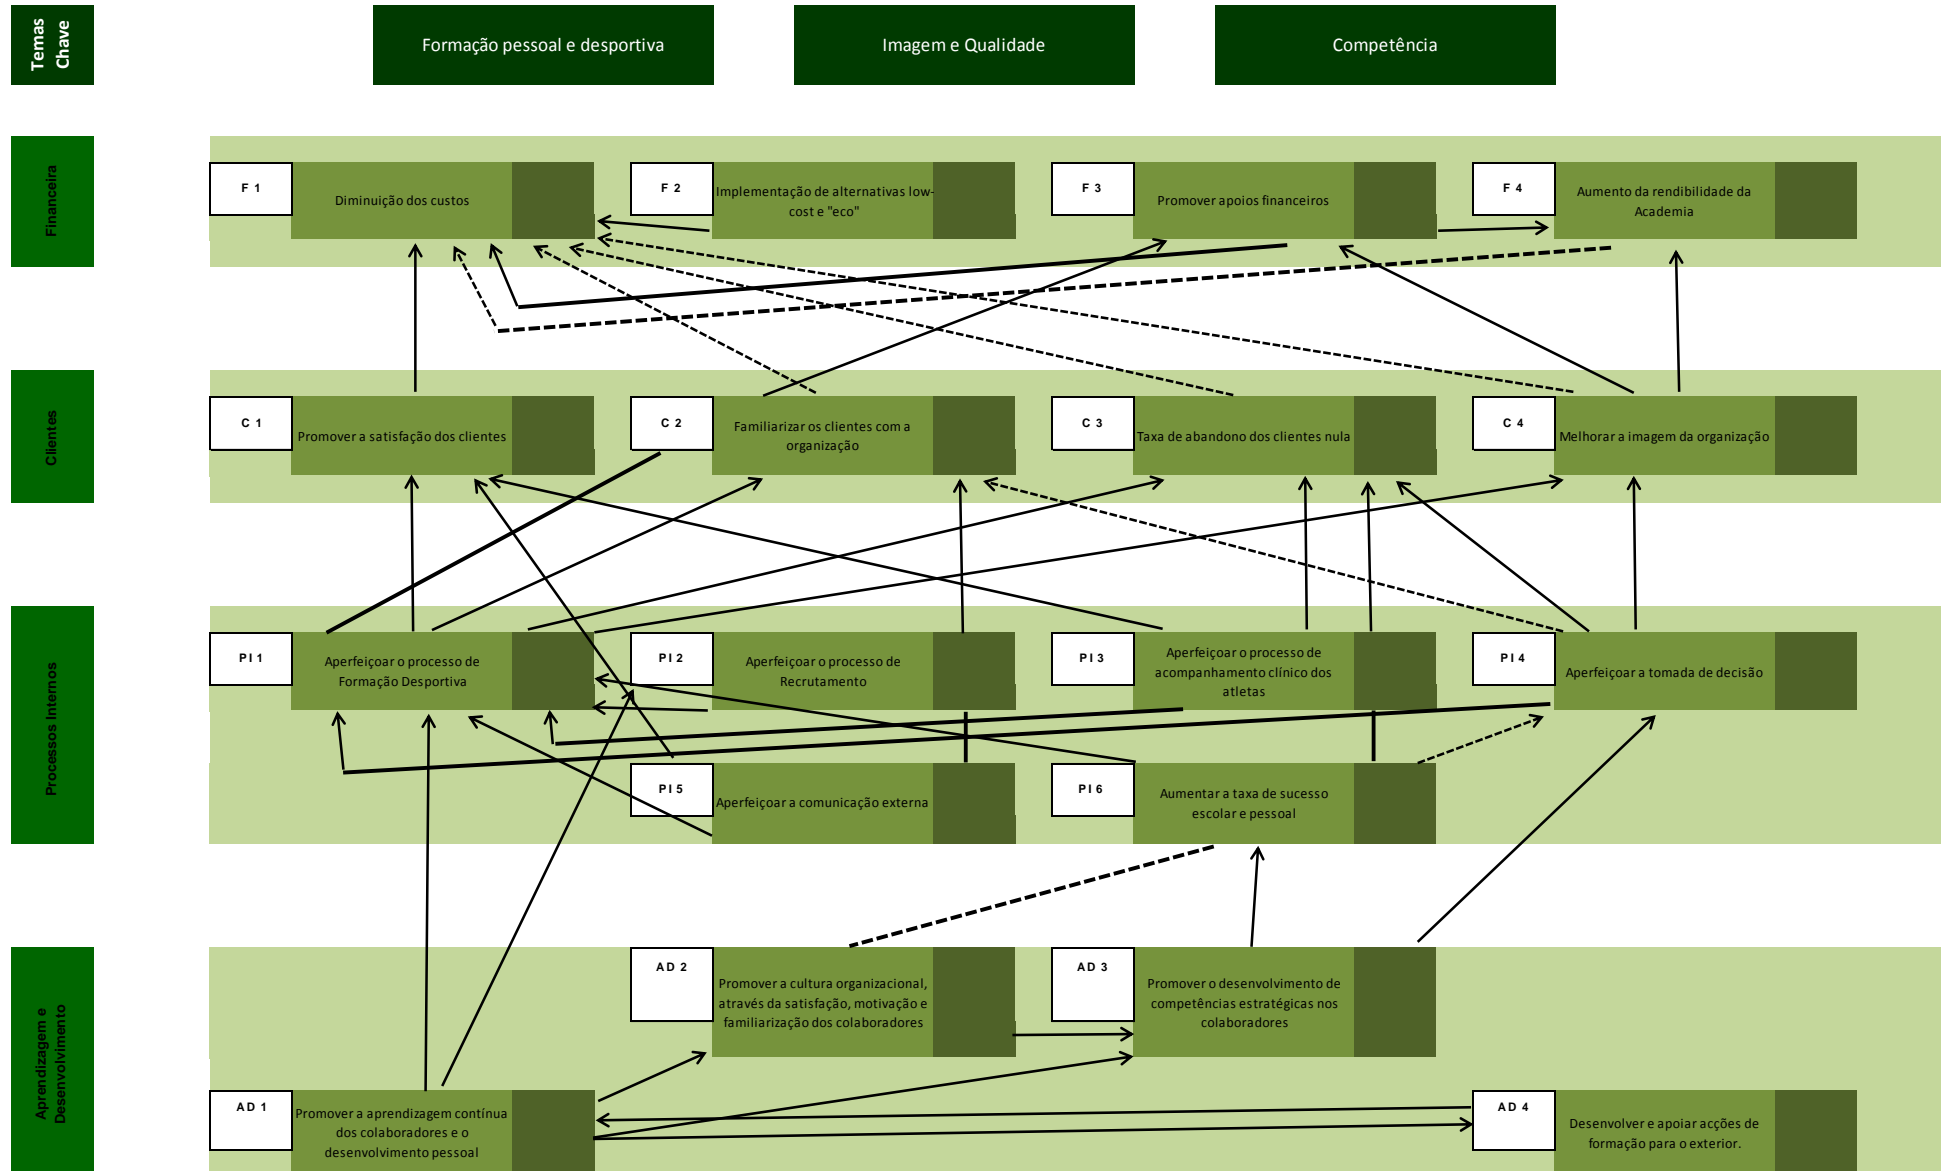 Temas
Chave
Formação pessoal e desportiva
Imagem e Qualidade
Competência
Financeira
F 1
Diminuição dos custos
F 2
Implementação de alternativas low-
cost e "eco"
F 3
Promover apoios financeiros
F 4
Aumento da rendibilidade da
Academia
Clientes
C 1
Promover a satisfação dos clientes
C 2
Familiarizar os clientes com a
organização
C 3
Taxa de abandono dos clientes nula
C 4
Melhorar a imagem da organização
Processos Internos
PI 1
Aperfeiçoar o processo de
Formação Desportiva
PI 2
Aperfeiçoar o processo de
Recrutamento
PI 3
Aperfeiçoar o processo de
acompanhamento clínico dos
atletas
PI 4
Aperfeiçoar a tomada de decisão
PI 5
Aperfeiçoar a comunicação externa
PI 6
Aumentar a taxa de sucesso
escolar e pessoal
Aprendizagem e
Desenvolvimento
AD 2
Promover a cultura organizacional,
através da satisfação, motivação e
familiarização dos colaboradores
AD 3
Promover o desenvolvimento de
competências estratégicas nos
colaboradores
AD 1
Promover a aprendizagem contínua
dos colaboradores e o
desenvolvimento pessoal
AD 4
Desenvolver e apoiar acções de
formação para o exterior.